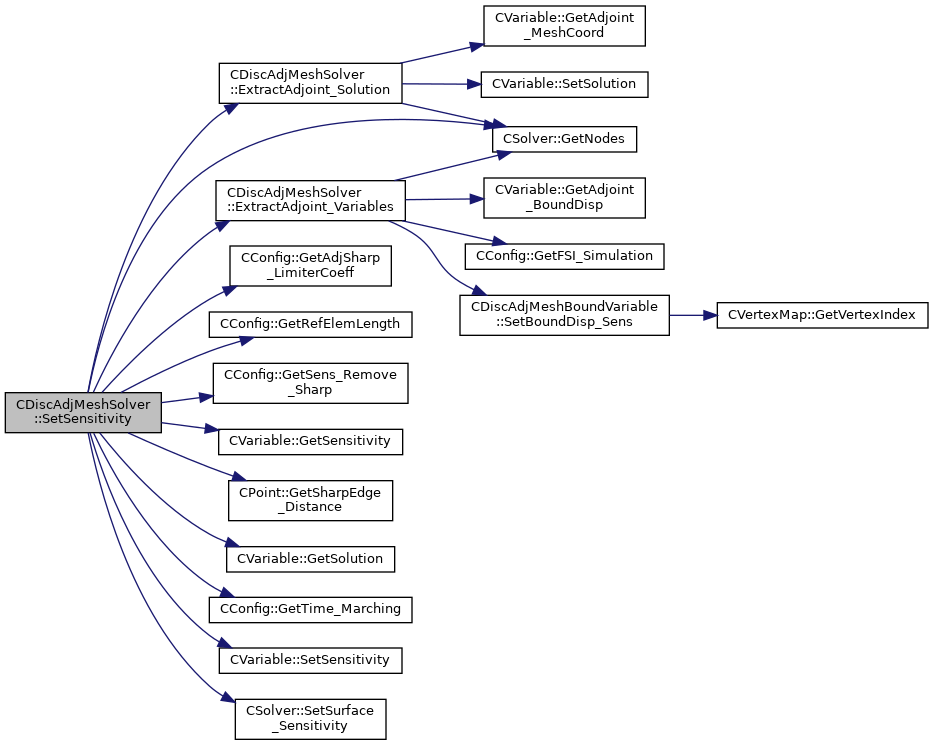 CDiscAdjMeshSolver
::SetSensitivity
CDiscAdjMeshSolver
::ExtractAdjoint_Solution
CVariable::GetAdjoint
_MeshCoord
CVariable::SetSolution
CSolver::GetNodes
CDiscAdjMeshSolver
::ExtractAdjoint_Variables
CVariable::GetAdjoint
_BoundDisp
CConfig::GetFSI_Simulation
CDiscAdjMeshBoundVariable
::SetBoundDisp_Sens
CVertexMap::GetVertexIndex
CConfig::GetAdjSharp
_LimiterCoeff
CConfig::GetRefElemLength
CConfig::GetSens_Remove
_Sharp
CVariable::GetSensitivity
CPoint::GetSharpEdge
_Distance
CVariable::GetSolution
CConfig::GetTime_Marching
CVariable::SetSensitivity
CSolver::SetSurface
_Sensitivity